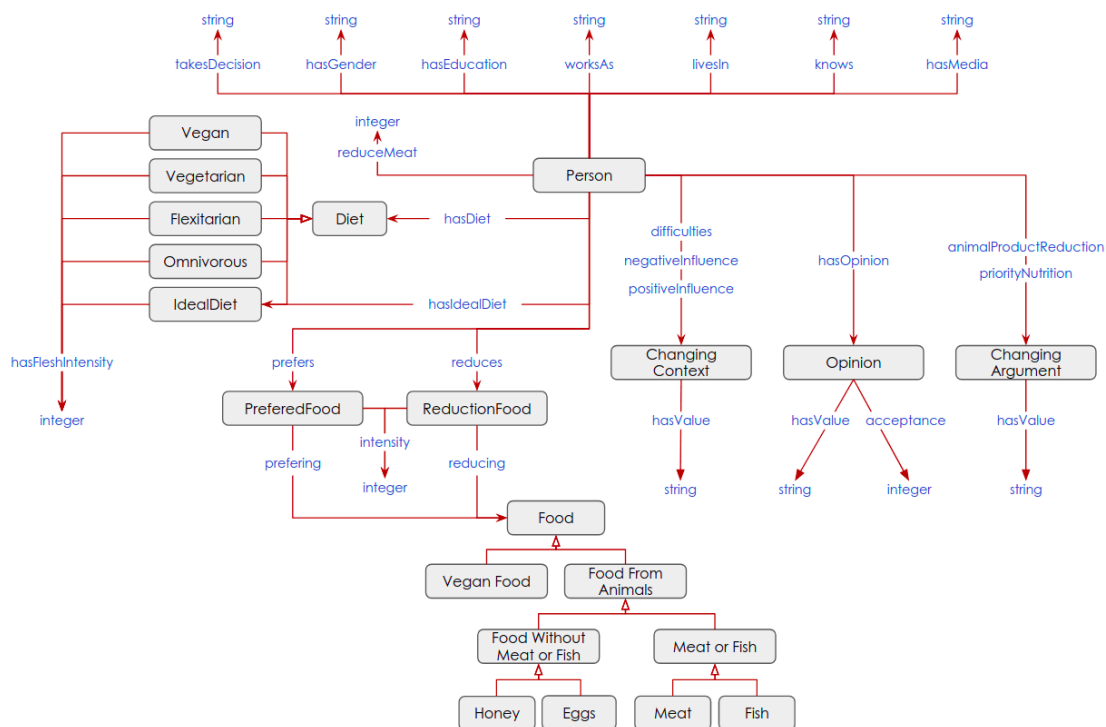 string
string
string
string
string
string
string
takesDecision
hasGender
hasEducation
worksAs
livesIn
knows
hasMedia
integer
reduceMeat
Vegan
Vegetarian
Flexitarian
Omnivorous
IdealDiet
Diet
hasDiet
hasIdealDiet
Person
difficulties
negativeInfluence
positiveInfluence
hasOpinion
animalProductReduction
priorityNutrition
hasFleshIntensity
integer
prefers
reduces
PreferedFood
ReductionFood
intensity
integer
prefering
reducing
Changing
Context
Opinion
Changing
Argument
hasValue
hasValue
acceptance
hasValue
string
string
integer
string
Food
Vegan Food
Food From
Animals
Food Without
Meat or Fish
Meat or Fish
Honey
Eggs
Meat
Fish